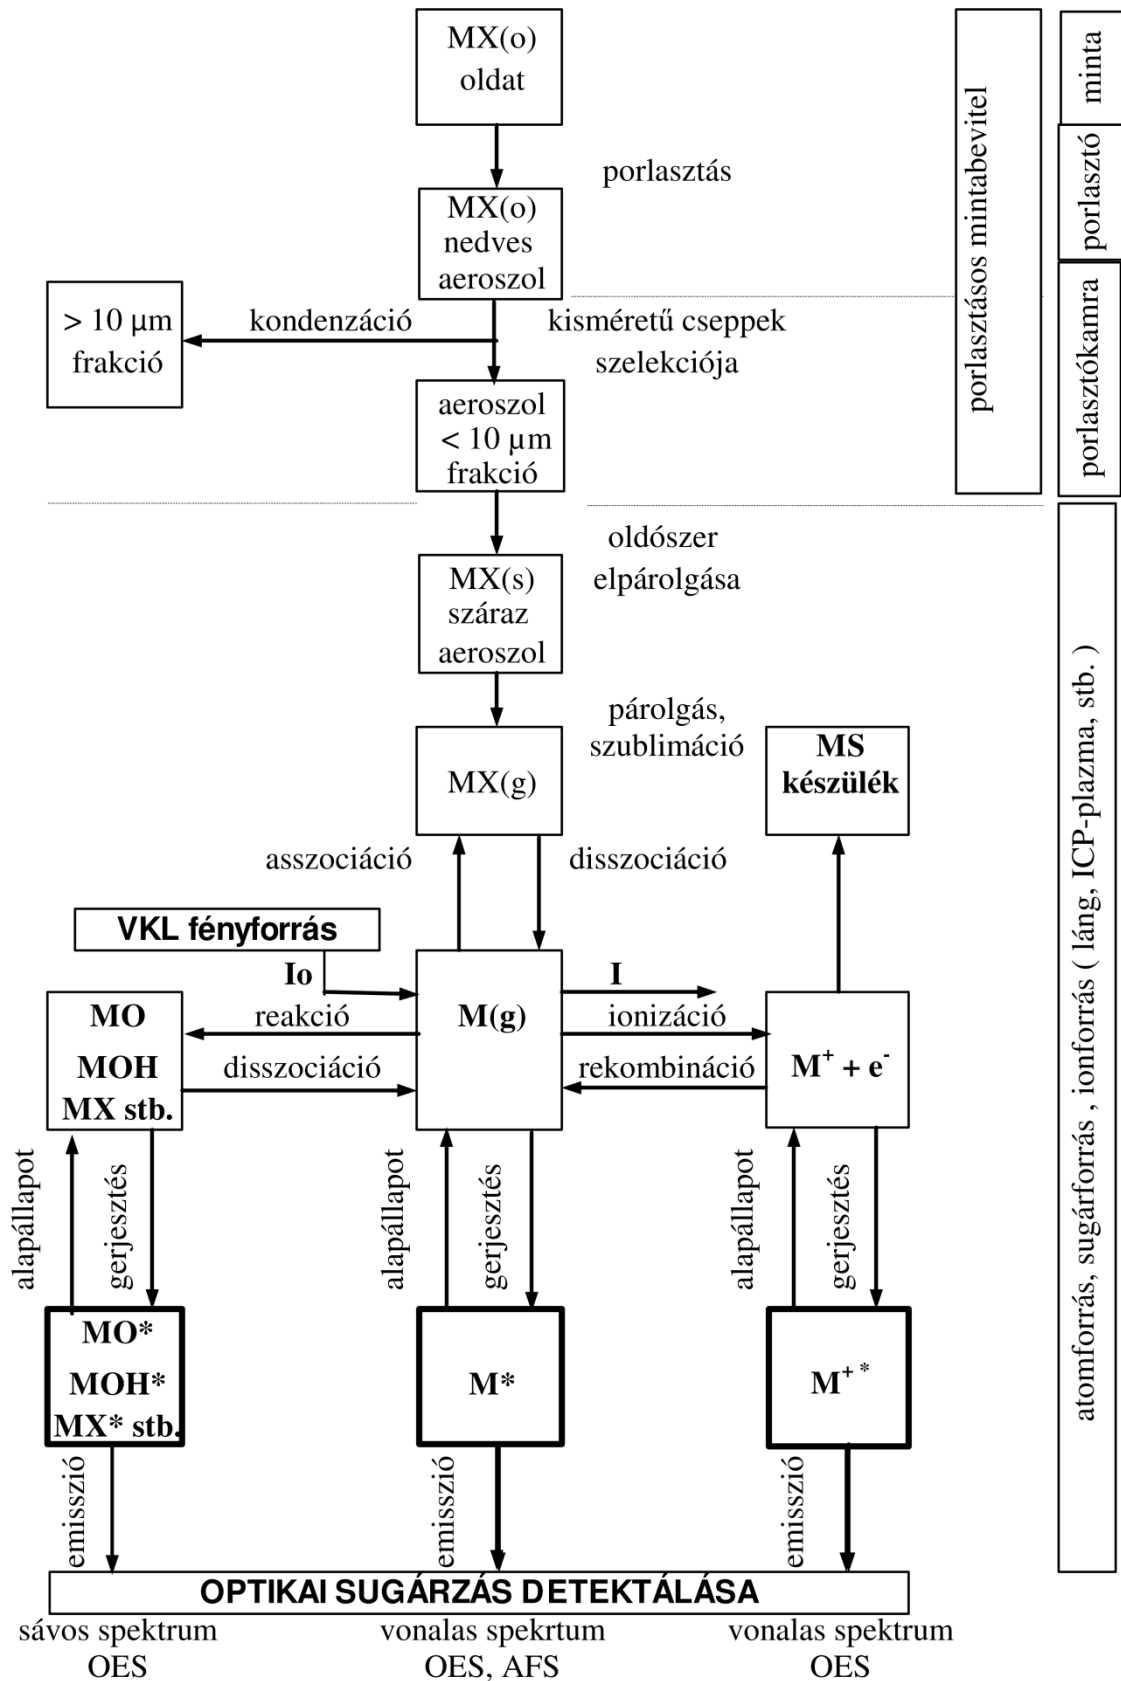 MX(o)
oldat
porlasztás
MX(o)
nedves
aeroszol
> 10 µm
frakció
kondenzáció
kisméretű cseppek
szelekciója
aeroszol
< 10 µm
frakció
oldószer
elpárolgása
MX(s)
száraz
aeroszol
párolgás,
szublimáció
MX(g)
MS
készülék
asszociáció
disszociáció
VKL fényforrás
Io
I
M(g)
MO
MOH
MX stb.
reakció
disszociáció
ionizáció
rekombináció
M⁺ + e⁻
alapállapot
gerjesztés
alapállapot
gerjesztés
alapállapot
gerjesztés
MO*
MOH*
MX* stb.
M*
M⁺*
emisszió
emisszió
emisszió
OPTIKAI SUGÁRZÁS DETEKTÁLÁSA
sávos spektrum
OES
vonalas spekrtum
OES, AFS
vonalas spektrum
OES
porlasztásos mintabevitel
minta
porlasztó
porlasztókamra
atomforrás, sugárforrás , ionforrás ( láng, ICP-plazma, stb. )